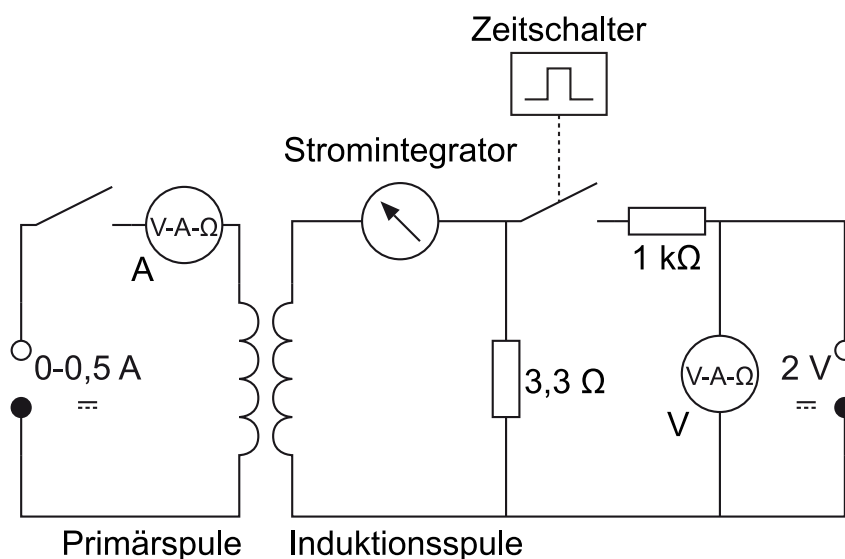 Zeitschalter
Stromintegrator
V-A-Ω
A
1 kΩ
0-0,5 A
3,3 Ω
V-A-Ω
V
2 V
Primärspule
Induktionsspule